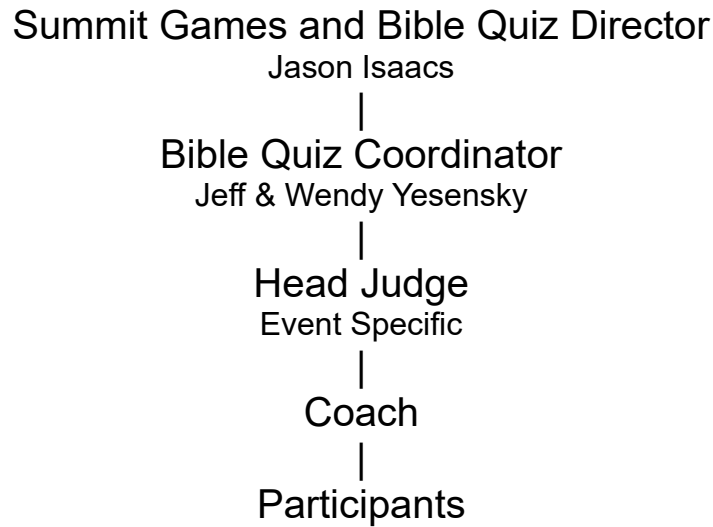 Summit Games and Bible Quiz Director
Jason Isaacs
Bible Quiz Coordinator
Jeff & Wendy Yesensky
Head Judge
Event Specific
Coach
Participants